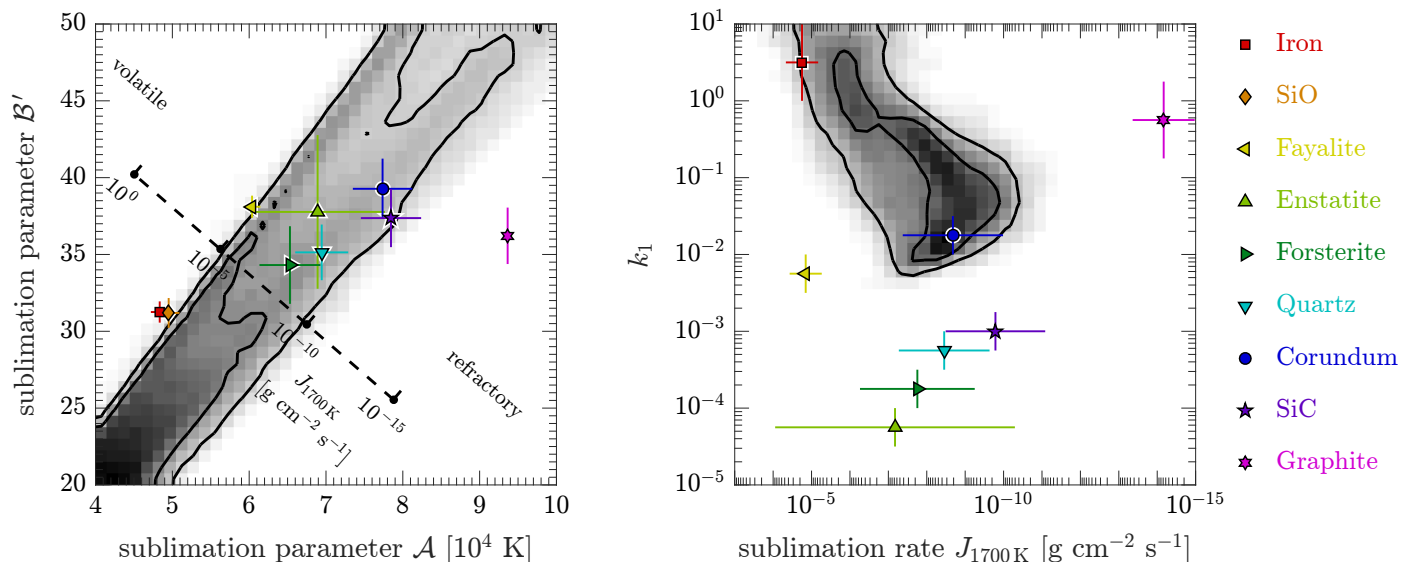 50
45
40
35
30
25
20
4
5
6
7
8
9
10
sublimation parameter B′
sublimation parameter A [10⁴ K]
volatile
refractory
10⁰
10⁻⁵
10⁻¹⁰
10⁻¹⁵
J₁₇₀₀ K
[g cm⁻² s⁻¹]
10¹
10⁰
10⁻¹
10⁻²
10⁻³
10⁻⁴
10⁻⁵
k₁
10⁻⁵
10⁻¹⁰
10⁻¹⁵
sublimation rate J₁₇₀₀ K [g cm⁻² s⁻¹]
Iron
SiO
Fayalite
Enstatite
Forsterite
Quartz
Corundum
SiC
Graphite